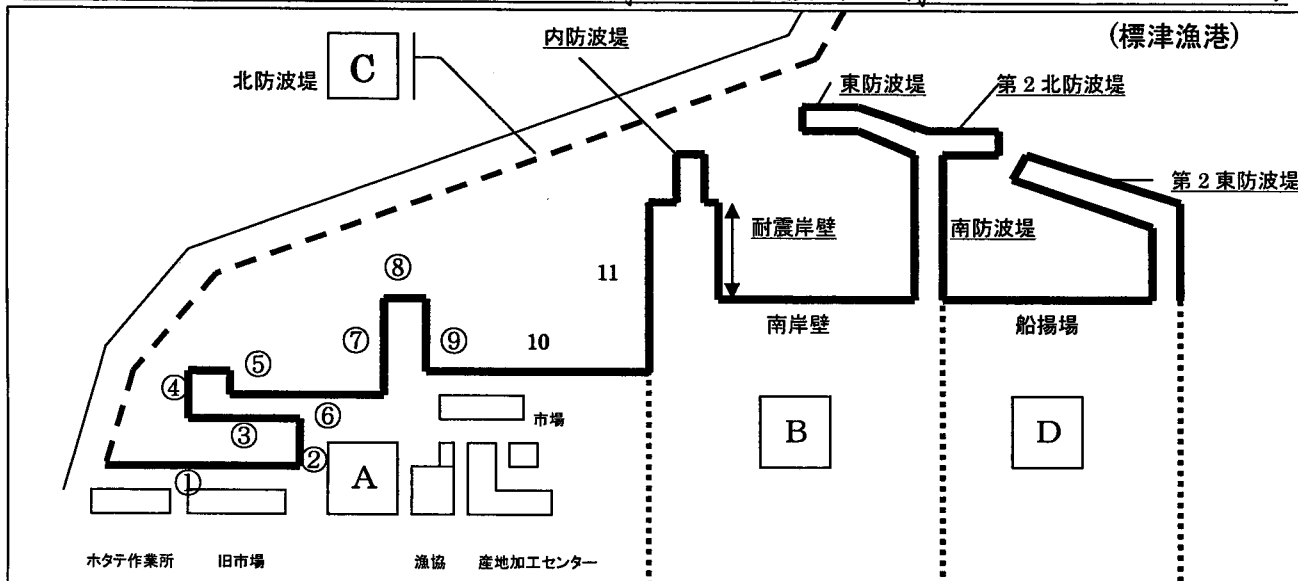 (標津漁港)
内防波堤
北防波堤
C
東防波堤
第2北防波堤
第2東防波堤
耐震岸壁
南防波堤
⑧
11
⑦
⑨
10
南岸壁
船揚場
⑤
④
⑥
③
市場
②
①
A
B
D
ホタテ作業所
旧市場
漁協
産地加工センター